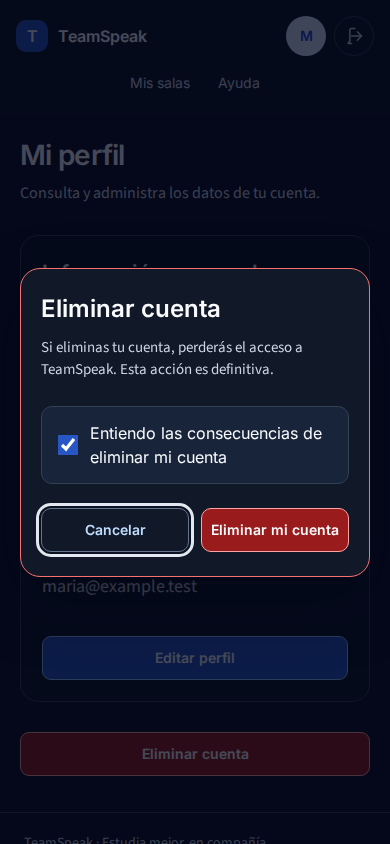 T TeamSpeak M
Mis salas Ayuda
Mi perfil
Consulta y administra los datos de tu cuenta.
Eliminar cuenta
Si eliminas tu cuenta, perderás el acceso a
TeamSpeak. Esta acción es definitiva.
Entiendo las consecuencias de
eliminar mi cuenta
Cancelar Eliminar mi cuenta
maria@example.test
Editar perfil
Eliminar cuenta
TeamSpeak · Estudia mejor, en compañía